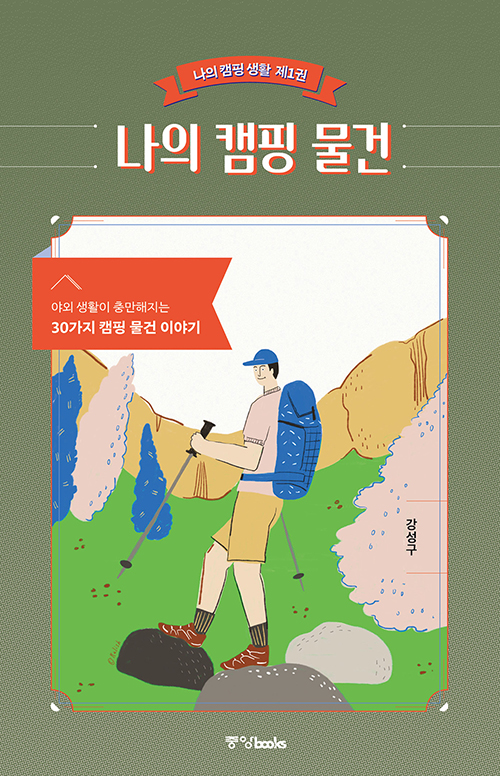 나의 캠핑 생활 제1권
나의 캠핑 물건
야외 생활이 충만해지는
30가지 캠핑 물건 이야기
강성구
중앙books